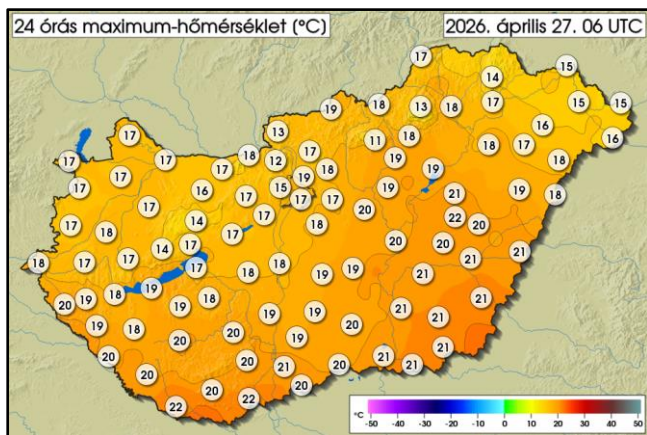 24 órás maximum-hőmérséklet (°C)
2026. április 27. 06 UTC
17
15
14
19 18 13 18 17 15 15
17 13 16
17 11 18 16
17 17 18 12 17 18 17 18
17 17 19 18 19 19
17 16 17 15 17 17 19 21 19 18
17 14 17 20 22
17 18 17 18 20
18 17 17 14 17 20 20 21
17 18 18 19 19 21 20
20 19 18 19 19 18 21
19 18 19 19 20 21 21
20 20 20 19 21
20 20 21 20 21 21
20 20
22 22
°C
-50 -40 -30 -20 -10 0 10 20 30 40 50